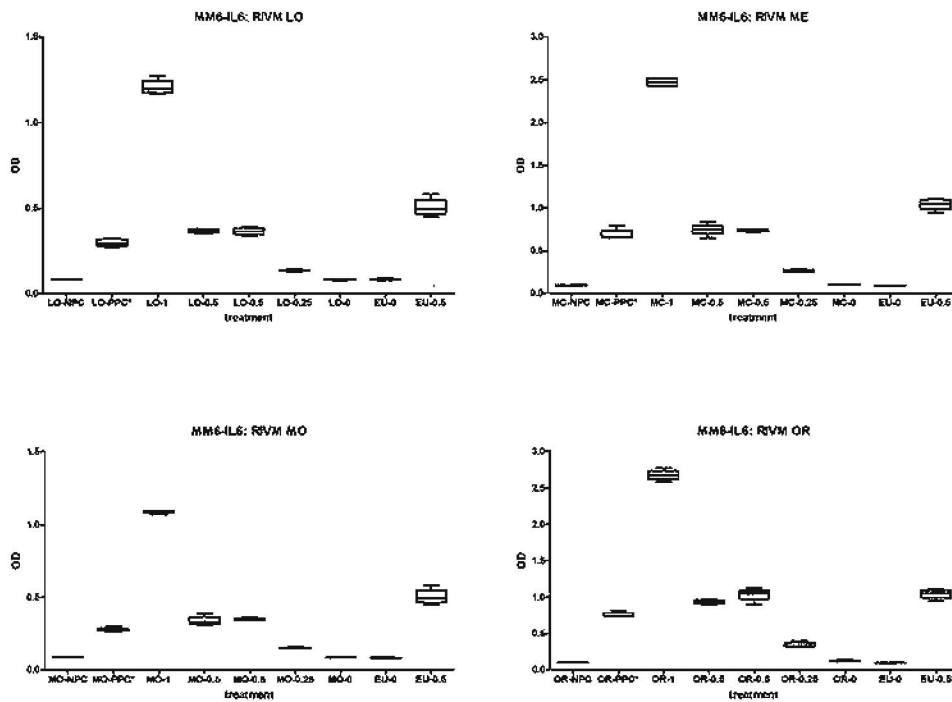 MM6-IL6: RIVM LO
1.5
1.0
0.5
0.0
OD
LO-NPC LO-PPC* LO-1 LO-0.5 LO-0.5 LO-0.25 LO-0 EU-0 EU-0.5
treatment
MM6-IL6: RIVM ME
3.0
2.5
2.0
1.5
1.0
0.5
0.0
OD
MC-NPC MC-PPC* MC-1 MC-0.5 MC-0.5 MC-0.25 MC-0 EU-0 EU-0.5
treatment
MM6-IL6: RIVM MO
1.5
1.0
0.5
0.0
OD
MO-NPC MO-PPC* MO-1 MO-0.5 MO-0.5 MO-0.25 MO-0 EU-0 EU-0.5
treatment
MM6-IL6: RIVM OR
3.0
2.5
2.0
1.5
1.0
0.5
0.0
OD
OR-NPC OR-PPC* OR-1 OR-0.5 OR-0.5 OR-0.25 OR-0 EU-0 EU-0.5
treatment